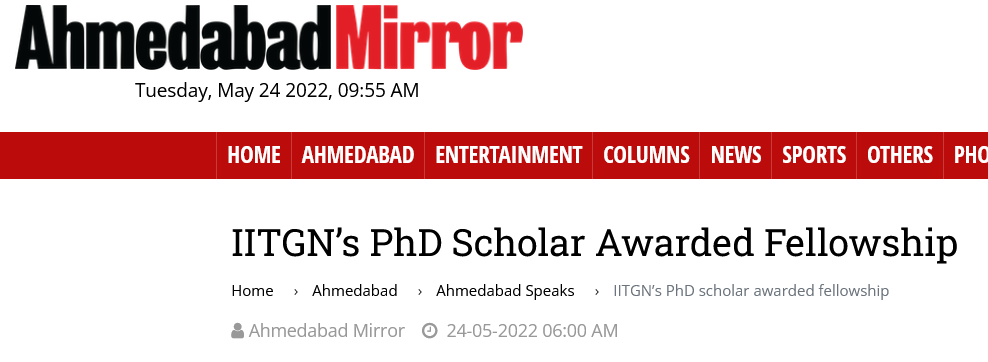 AhmedabadMirror
Tuesday, May 24 2022, 09:55 AM
HOME AHMEDABAD ENTERTAINMENT COLUMNS NEWS SPORTS OTHERS PHO
IITGN’s PhD Scholar Awarded Fellowship
Home › Ahmedabad › Ahmedabad Speaks › IITGN’s PhD scholar awarded fellowship
Ahmedabad Mirror 24-05-2022 06:00 AM